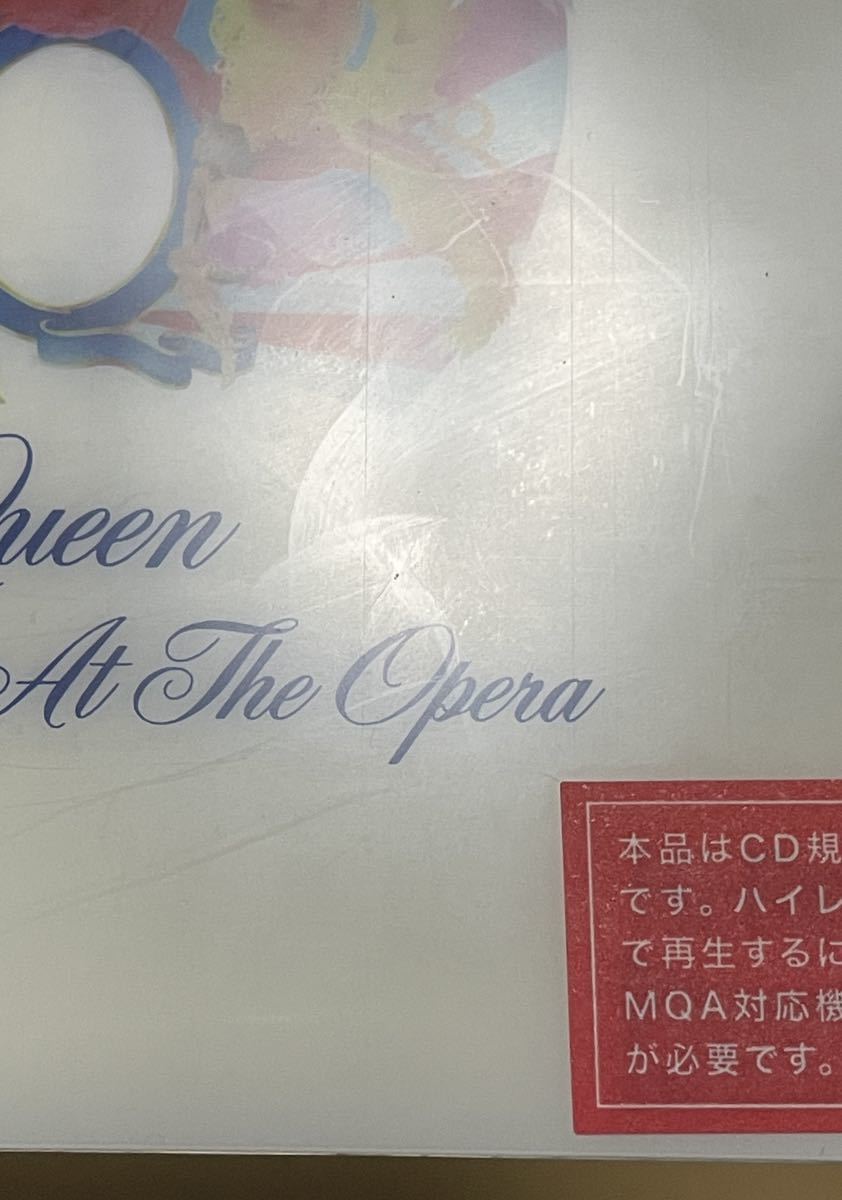 Queen
At The Opera
本品はCD規
です。ハイレ
で再生するに
MQA対応機
が必要です。